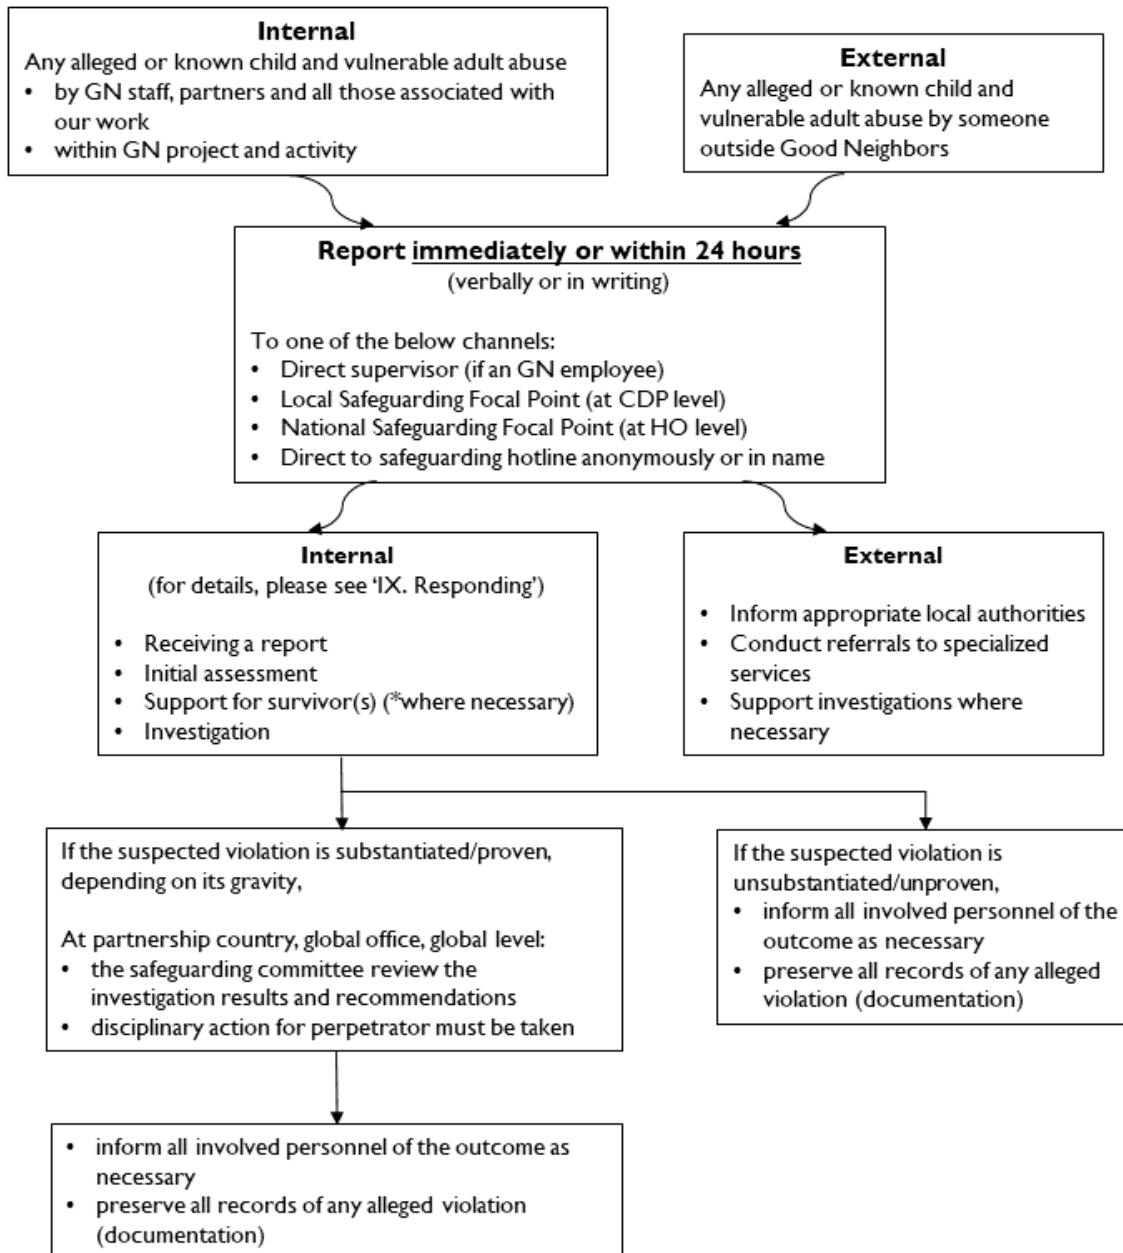 Internal
Any alleged or known child and vulnerable adult abuse
• by GN staff, partners and all those associated with
our work
• within GN project and activity
External
Any alleged or known child and
vulnerable adult abuse by someone
outside Good Neighbors
Report immediately or within 24 hours
(verbally or in writing)
To one of the below channels:
• Direct supervisor (if an GN employee)
• Local Safeguarding Focal Point (at CDP level)
• National Safeguarding Focal Point (at HO level)
• Direct to safeguarding hotline anonymously or in name
Internal
(for details, please see ‘IX. Responding’)
• Receiving a report
• Initial assessment
• Support for survivor(s) (*where necessary)
• Investigation
External
• Inform appropriate local authorities
• Conduct referrals to specialized
services
• Support investigations where
necessary
If the suspected violation is substantiated/proven,
depending on its gravity,
At partnership country, global office, global level:
• the safeguarding committee review the
investigation results and recommendations
• disciplinary action for perpetrator must be taken
If the suspected violation is
unsubstantiated/unproven,
• inform all involved personnel of the
outcome as necessary
• preserve all records of any alleged
violation (documentation)
• inform all involved personnel of the outcome as
necessary
• preserve all records of any alleged violation
(documentation)